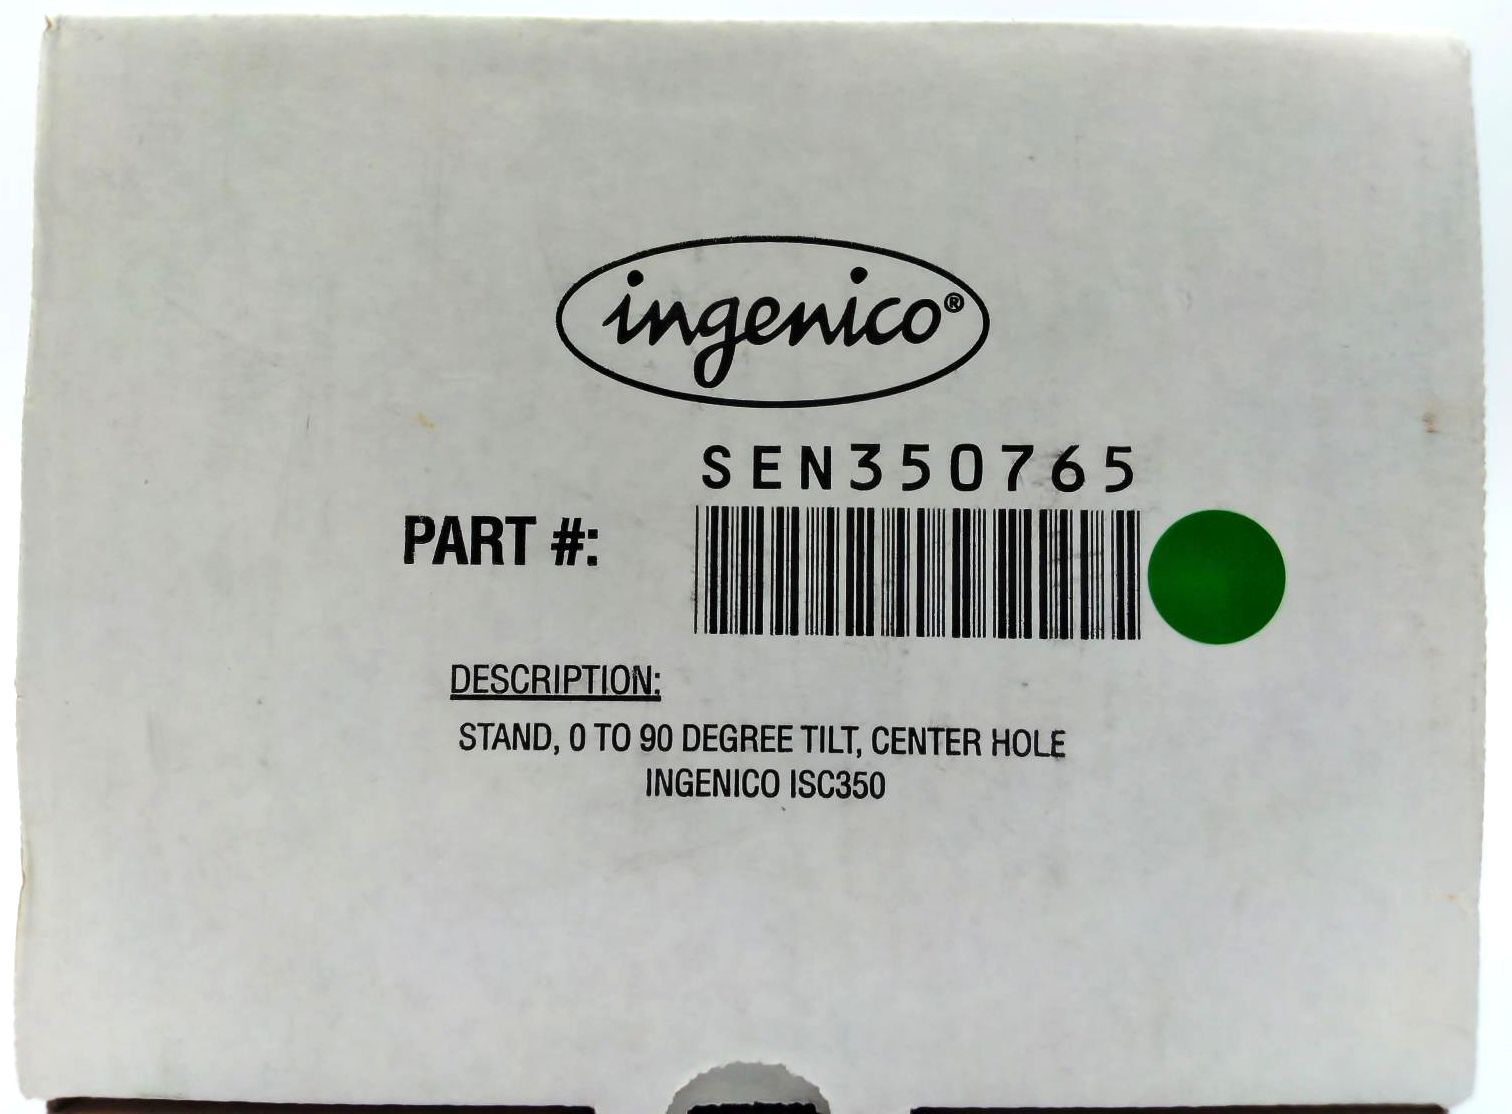 ingenico®
SEN350765
PART #:
DESCRIPTION:
STAND, 0 TO 90 DEGREE TILT, CENTER HOLE
INGENICO ISC350